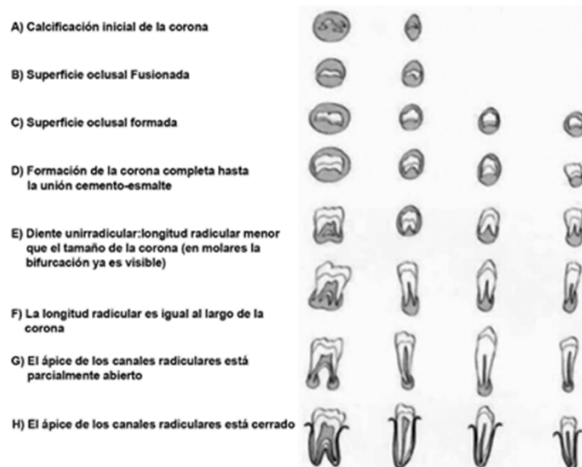 A) Calcificación inicial de la corona
B) Superficie oclusal Fusionada
C) Superficie oclusal formada
D) Formación de la corona completa hasta
la unión cemento-esmalte
E) Diente unirradicular:longitud radicular menor
que el tamaño de la corona (en molares la
bifurcación ya es visible)
F) La longitud radicular es igual al largo de la
corona
G) El ápice de los canales radiculares está
parcialmente abierto
H) El ápice de los canales radiculares está cerrado